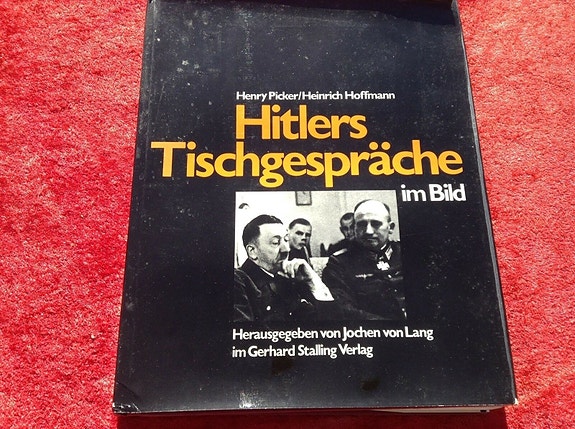 Henry Picker/Heinrich Hoffmann
Hitlers
Tischgespräche
im Bild
Herausgegeben von Jochen von Lang
im Gerhard Stalling Verlag